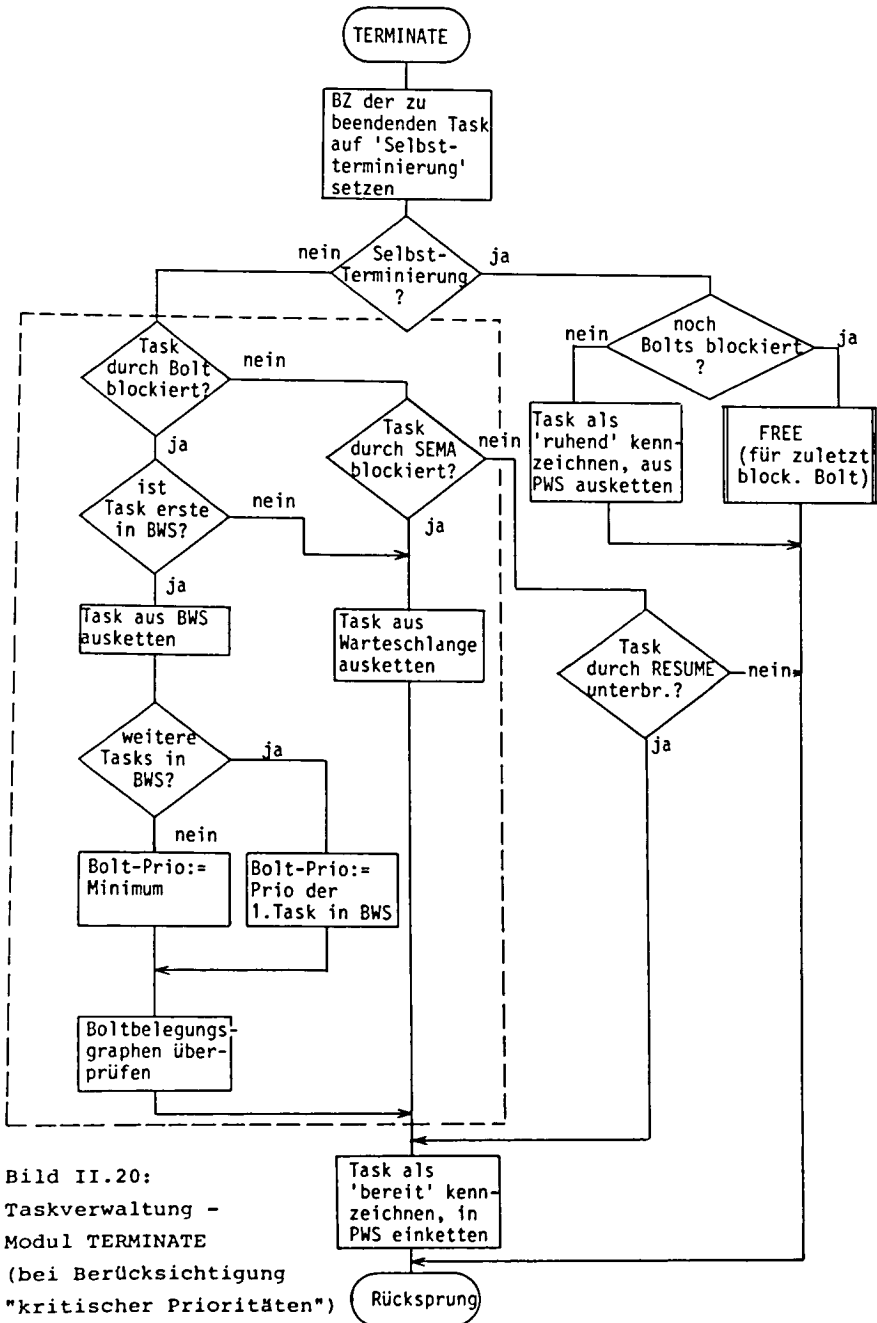 TERMINATE
BZ der zu
beendenden Task
auf 'Selbst-
terminierung'
setzen
nein
Selbst-
Terminierung
?
ja
Task
durch Bolt
blockiert?
nein
ja
nein
noch
Bolts blockiert
?
ja
Task
durch SEMA
blockiert?
nein
ja
Task als
'ruhend' kenn-
zeichnen, aus
PWS ausketten
FREE
(für zuletzt
block. Bolt)
ist
Task erste
in BWS?
nein
ja
Task aus BWS
ausketten
Task aus
Warteschlange
ausketten
Task
durch RESUME
unterbr.?
nein
ja
weitere
Tasks in
BWS?
ja
nein
Bolt-Prio:=
Minimum
Bolt-Prio:=
Prio der
1.Task in BWS
Boltbelegungs-
graphen über-
prüfen
Task als
'bereit' kenn-
zeichnen, in
PWS einketten
Rücksprung
Bild II.20:
Taskverwaltung -
Modul TERMINATE
(bei Berücksichtigung
"kritischer Prioritäten")